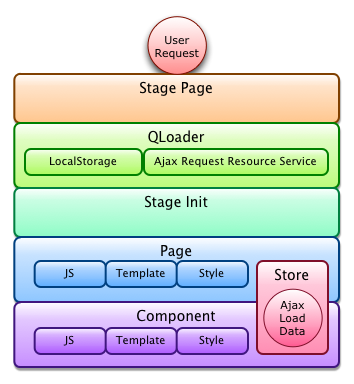 User
Request
Stage Page
QLoader
LocalStorage
Ajax Request Resource Service
Stage Init
Page
JS
Template
Style
Store
Ajax
Load
Data
Component
JS
Template
Style